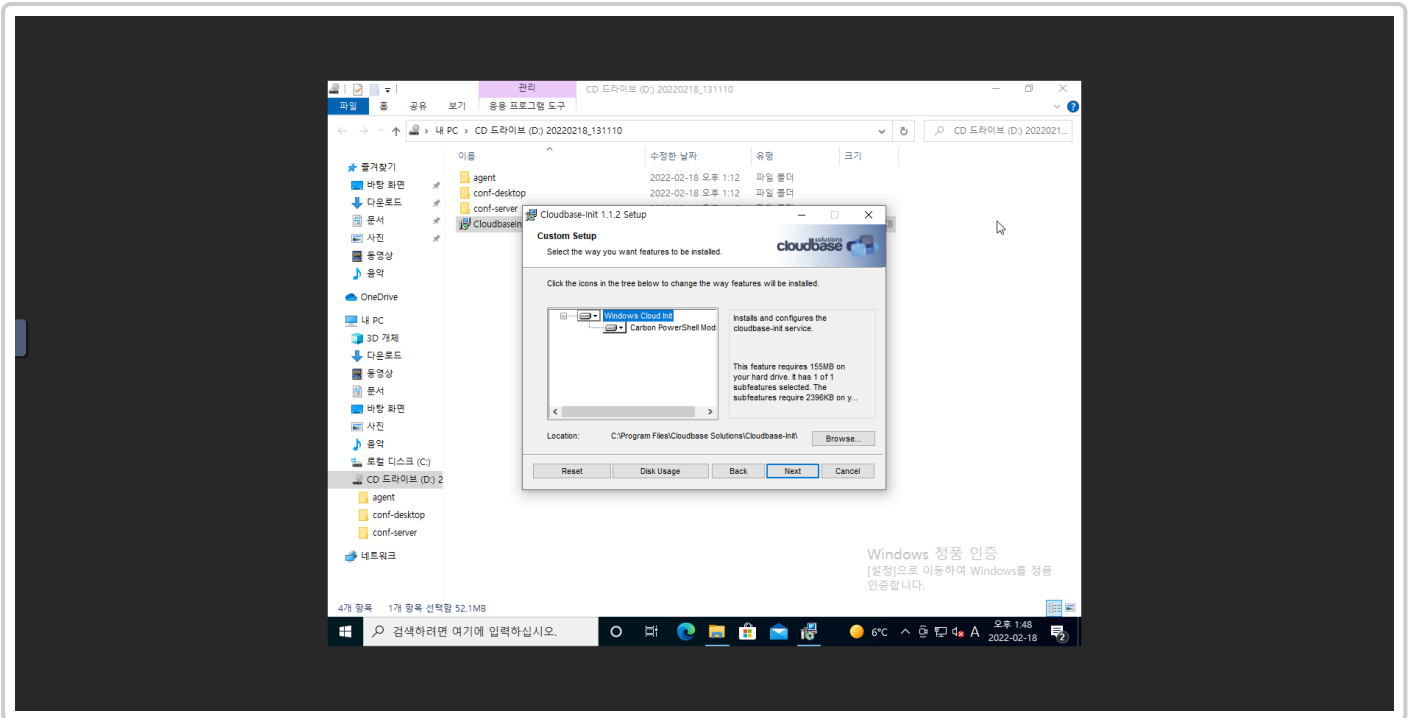 관리
CD 드라이브 (D:) 20220218_131110
파일
홈
공유
보기
응용 프로그램 도구
내 PC
CD 드라이브 (D:) 20220218_131110
CD 드라이브 (D:) 2022021...
이름
수정한 날짜
유형
크기
즐겨찾기
바탕 화면
다운로드
문서
사진
동영상
음악
OneDrive
내 PC
3D 개체
다운로드
동영상
문서
바탕 화면
사진
음악
로컬 디스크 (C:)
CD 드라이브 (D:) 2
agent
conf-desktop
conf-server
네트워크
agent
2022-02-18 오후 1:12
파일 폴더
conf-desktop
2022-02-18 오후 1:12
파일 폴더
conf-server
CloudbaseIn
Cloudbase-Init 1.1.2 Setup
Custom Setup
Select the way you want features to be installed.
cloudbase solutions
Click the icons in the tree below to change the way features will be installed.
Windows Cloud Init
Carbon PowerShell Mod
Installs and configures the
cloudbase-init service.
This feature requires 155MB on
your hard drive. It has 1 of 1
subfeatures selected. The
subfeatures require 2396KB on y...
Location:
C:\Program Files\Cloudbase Solutions\Cloudbase-Init\
Browse...
Reset
Disk Usage
Back
Next
Cancel
Windows 정품 인증
[설정]으로 이동하여 Windows를 정품
인증합니다.
4개 항목
1개 항목 선택함 52.1MB
검색하려면 여기에 입력하십시오.
6°C
A
오후 1:48
2022-02-18
2